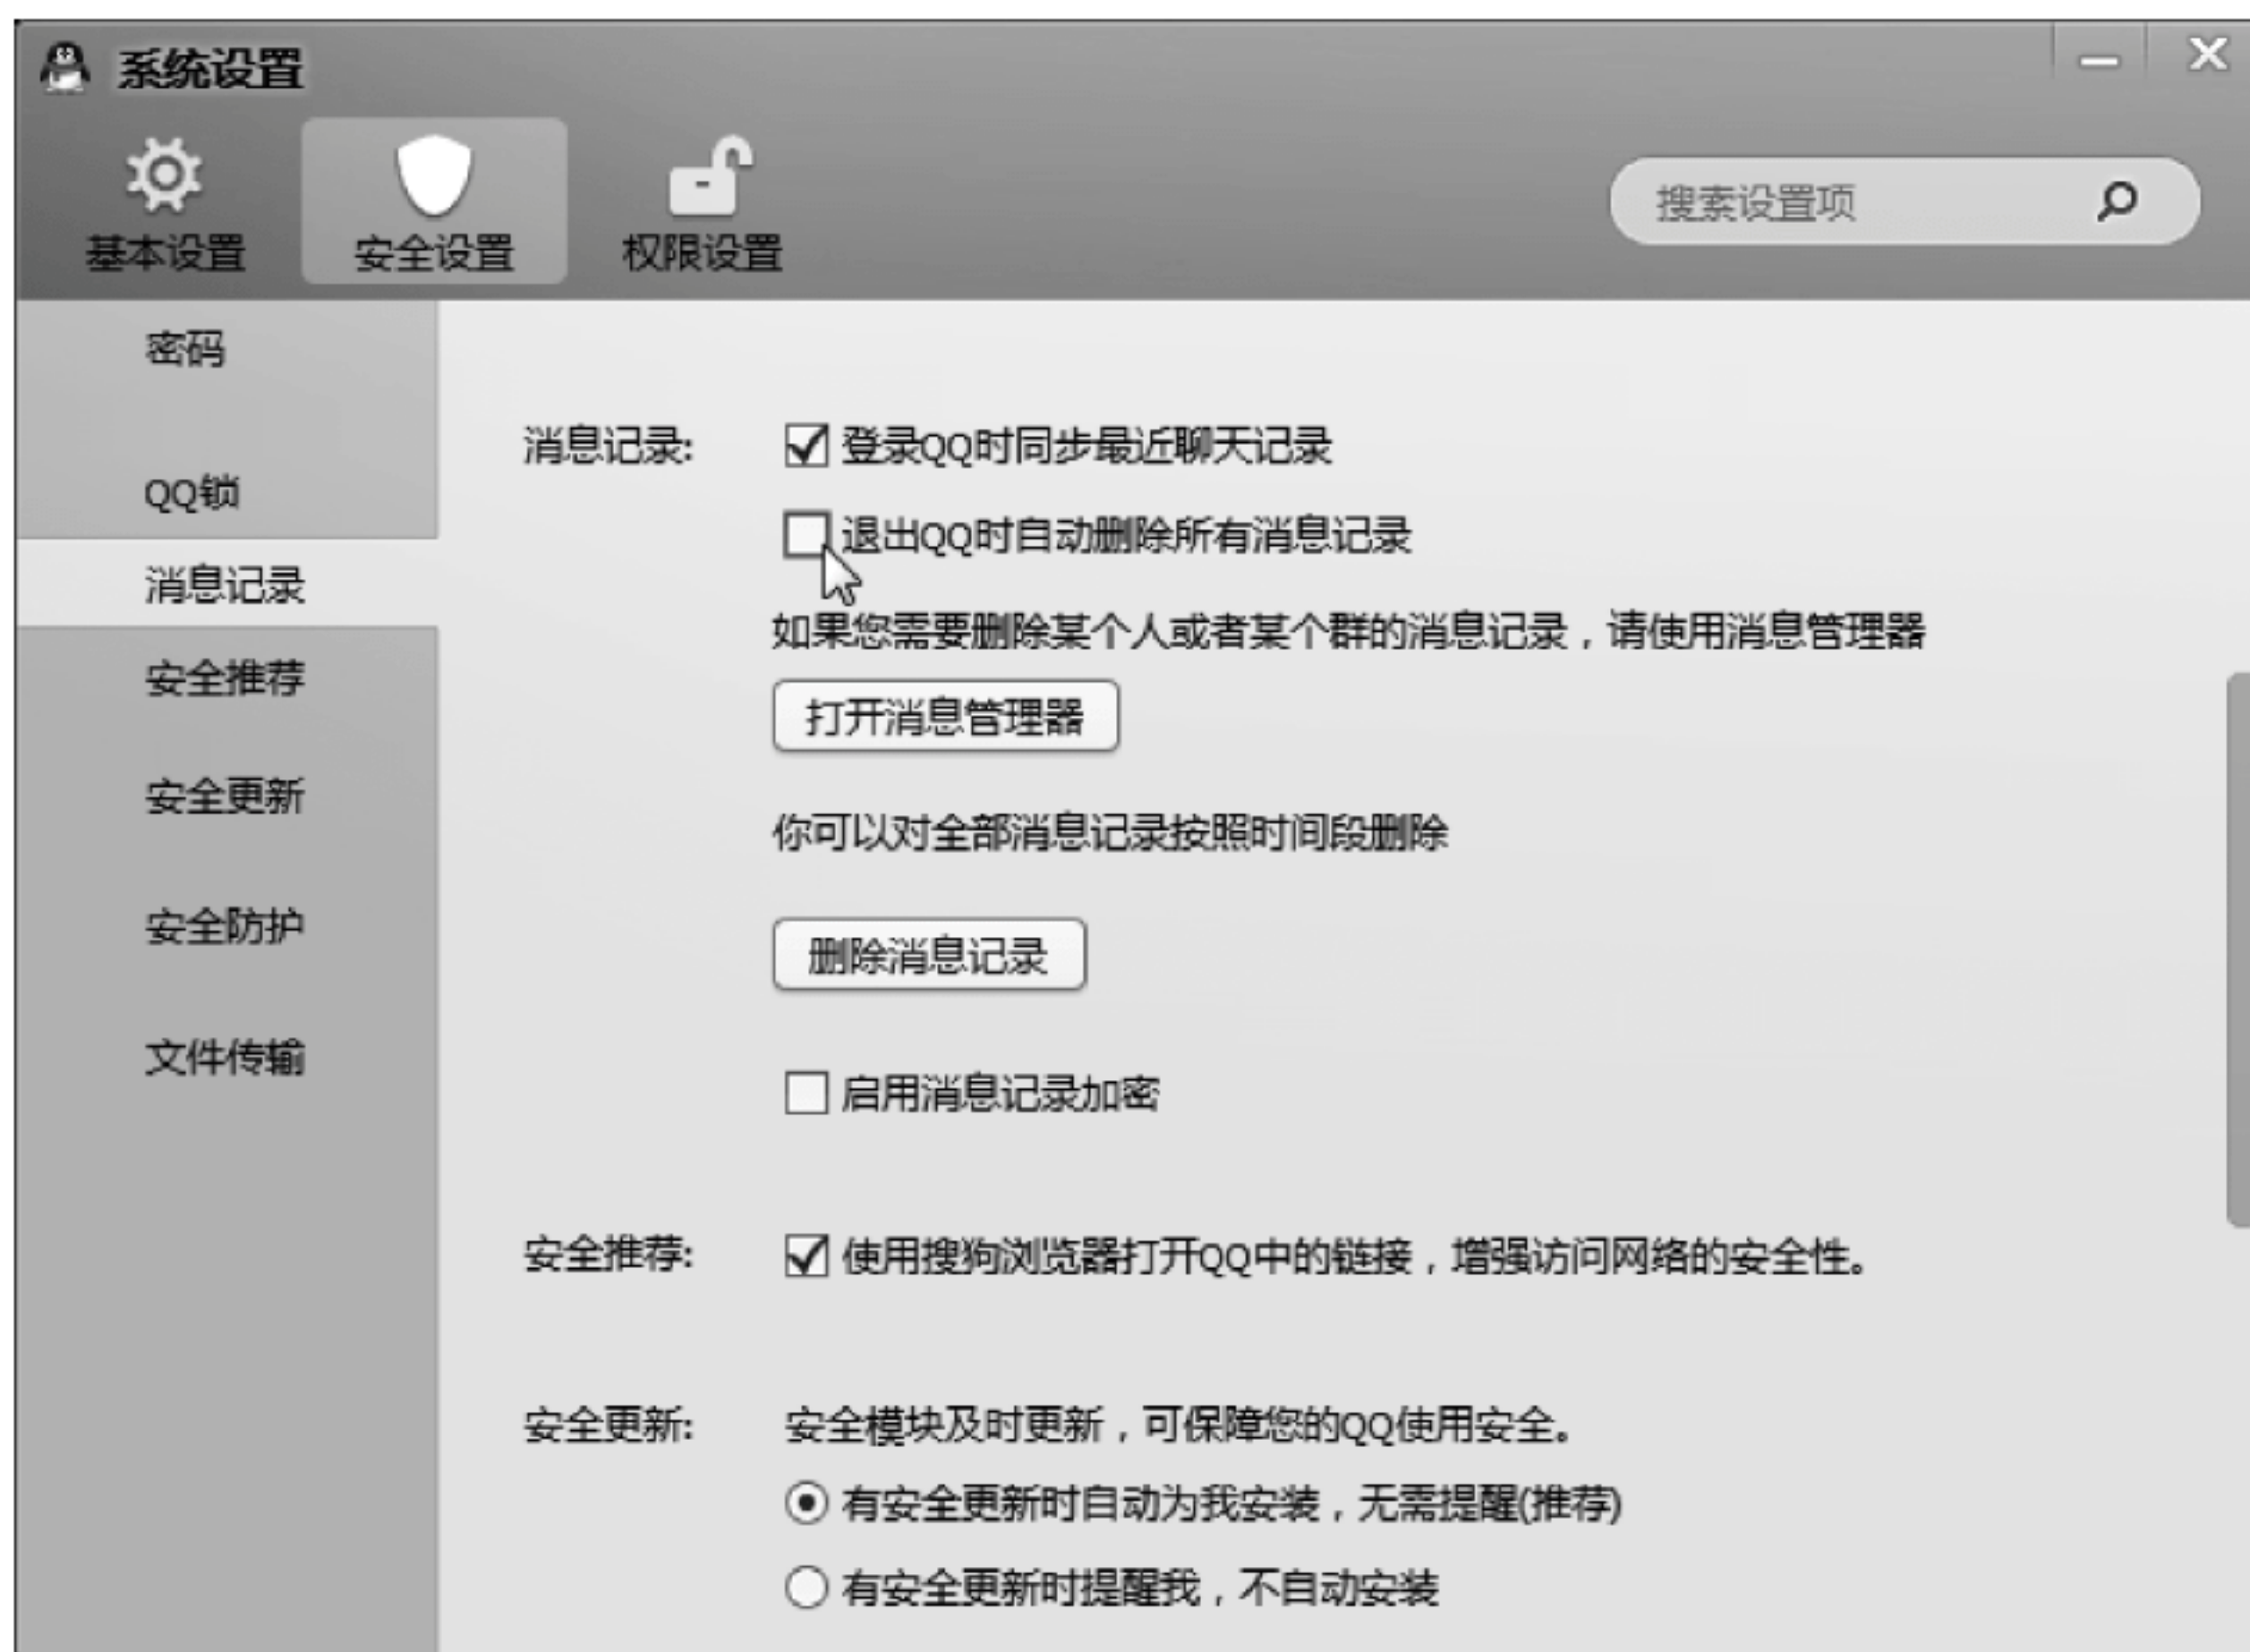 系统设置
基本设置 安全设置 权限设置 搜索设置项
密码
QQ锁
消息记录
安全推荐
安全更新
安全防护
文件传输
消息记录: 登录QQ时同步最近聊天记录
退出QQ时自动删除所有消息记录
如果您需要删除某个人或者某个群的消息记录，请使用消息管理器
打开消息管理器
你可以对全部消息记录按照时间段删除
删除消息记录
启用消息记录加密
安全推荐: 使用搜狗浏览器打开QQ中的链接，增强访问网络的安全性。
安全更新: 安全模块及时更新，可保障您的QQ使用安全。
有安全更新时自动为我安装，无需提醒(推荐)
有安全更新时提醒我，不自动安装